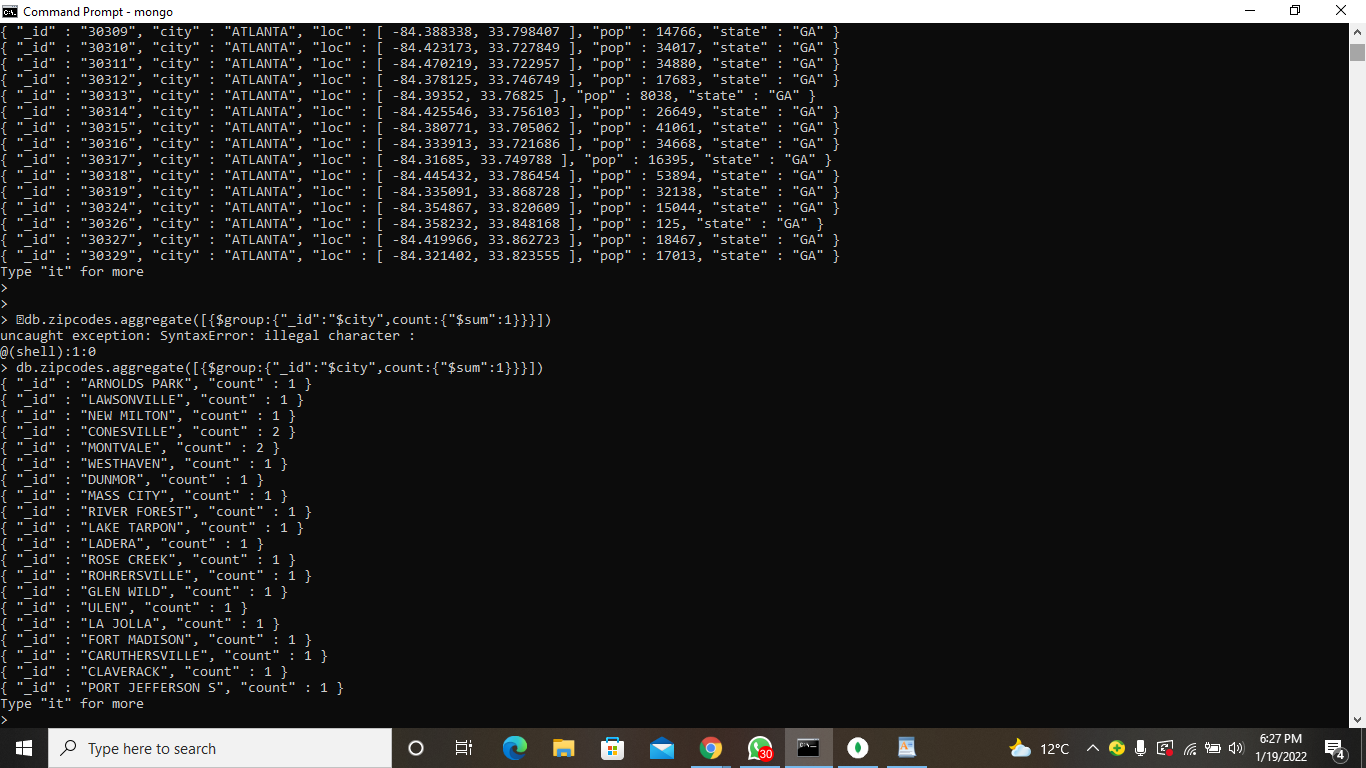 Command Prompt - mongo
{ "_id" : "30309", "city" : "ATLANTA", "loc" : [ -84.388338, 33.798407 ], "pop" : 14766, "state" : "GA" }
{ "_id" : "30310", "city" : "ATLANTA", "loc" : [ -84.423173, 33.727849 ], "pop" : 34017, "state" : "GA" }
{ "_id" : "30311", "city" : "ATLANTA", "loc" : [ -84.470219, 33.722957 ], "pop" : 34880, "state" : "GA" }
{ "_id" : "30312", "city" : "ATLANTA", "loc" : [ -84.378125, 33.746749 ], "pop" : 17683, "state" : "GA" }
{ "_id" : "30313", "city" : "ATLANTA", "loc" : [ -84.39352, 33.76825 ], "pop" : 8038, "state" : "GA" }
{ "_id" : "30314", "city" : "ATLANTA", "loc" : [ -84.425546, 33.756103 ], "pop" : 26649, "state" : "GA" }
{ "_id" : "30315", "city" : "ATLANTA", "loc" : [ -84.380771, 33.705062 ], "pop" : 41061, "state" : "GA" }
{ "_id" : "30316", "city" : "ATLANTA", "loc" : [ -84.333913, 33.721686 ], "pop" : 34668, "state" : "GA" }
{ "_id" : "30317", "city" : "ATLANTA", "loc" : [ -84.31685, 33.749788 ], "pop" : 16395, "state" : "GA" }
{ "_id" : "30318", "city" : "ATLANTA", "loc" : [ -84.445432, 33.786454 ], "pop" : 53894, "state" : "GA" }
{ "_id" : "30319", "city" : "ATLANTA", "loc" : [ -84.335091, 33.868728 ], "pop" : 32138, "state" : "GA" }
{ "_id" : "30324", "city" : "ATLANTA", "loc" : [ -84.354867, 33.820609 ], "pop" : 15044, "state" : "GA" }
{ "_id" : "30326", "city" : "ATLANTA", "loc" : [ -84.358232, 33.848168 ], "pop" : 125, "state" : "GA" }
{ "_id" : "30327", "city" : "ATLANTA", "loc" : [ -84.419966, 33.862723 ], "pop" : 18467, "state" : "GA" }
{ "_id" : "30329", "city" : "ATLANTA", "loc" : [ -84.321402, 33.823555 ], "pop" : 17013, "state" : "GA" }
Type "it" for more
>
>
> db.zipcodes.aggregate([{$group:{"_id":"$city",count:{"$sum":1}}}])
uncaught exception: SyntaxError: illegal character :
@(shell):1:0
> db.zipcodes.aggregate([{$group:{"_id":"$city",count:{"$sum":1}}}])
{ "_id" : "ARNOLDS PARK", "count" : 1 }
{ "_id" : "LAWSONVILLE", "count" : 1 }
{ "_id" : "NEW MILTON", "count" : 1 }
{ "_id" : "CONESVILLE", "count" : 2 }
{ "_id" : "MONTVALE", "count" : 2 }
{ "_id" : "WESTHAVEN", "count" : 1 }
{ "_id" : "DUNMOR", "count" : 1 }
{ "_id" : "MASS CITY", "count" : 1 }
{ "_id" : "RIVER FOREST", "count" : 1 }
{ "_id" : "LAKE TARPON", "count" : 1 }
{ "_id" : "LADERA", "count" : 1 }
{ "_id" : "ROSE CREEK", "count" : 1 }
{ "_id" : "ROHRERSVILLE", "count" : 1 }
{ "_id" : "GLEN WILD", "count" : 1 }
{ "_id" : "ULEN", "count" : 1 }
{ "_id" : "LA JOLLA", "count" : 1 }
{ "_id" : "FORT MADISON", "count" : 1 }
{ "_id" : "CARUTHERSVILLE", "count" : 1 }
{ "_id" : "CLAVERACK", "count" : 1 }
{ "_id" : "PORT JEFFERSON S", "count" : 1 }
Type "it" for more
>
Type here to search
30
12°C
6:27 PM
1/19/2022
4